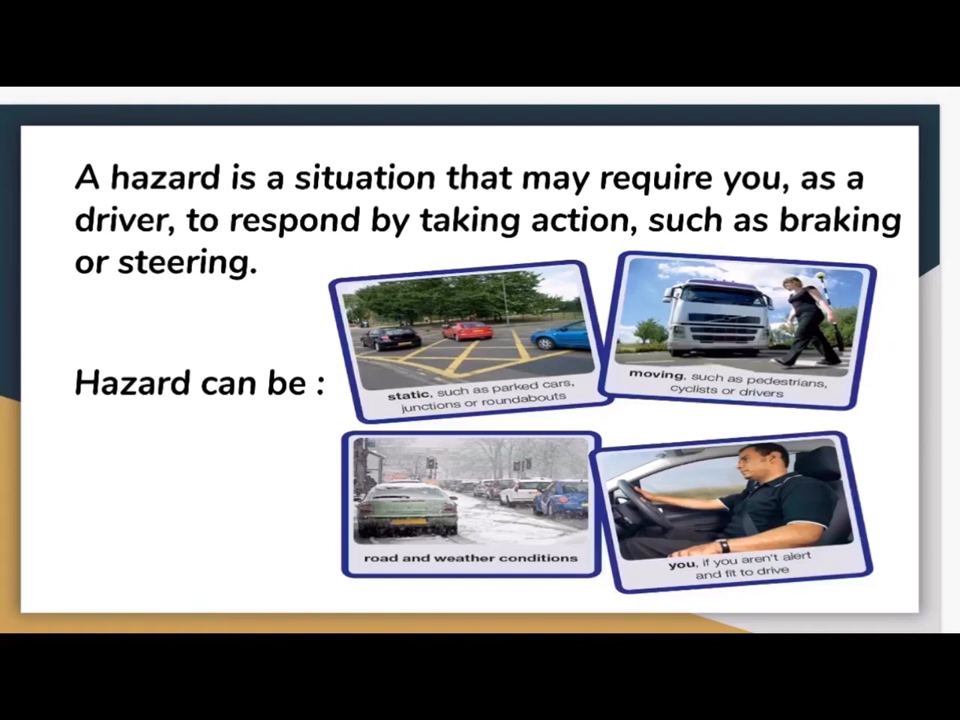 A hazard is a situation that may require you, as a
driver, to respond by taking action, such as braking
or steering.
Hazard can be :
static, such as parked cars,
junctions or roundabouts
moving, such as pedestrians,
cyclists or drivers
road and weather conditions
you, if you aren't alert
and fit to drive